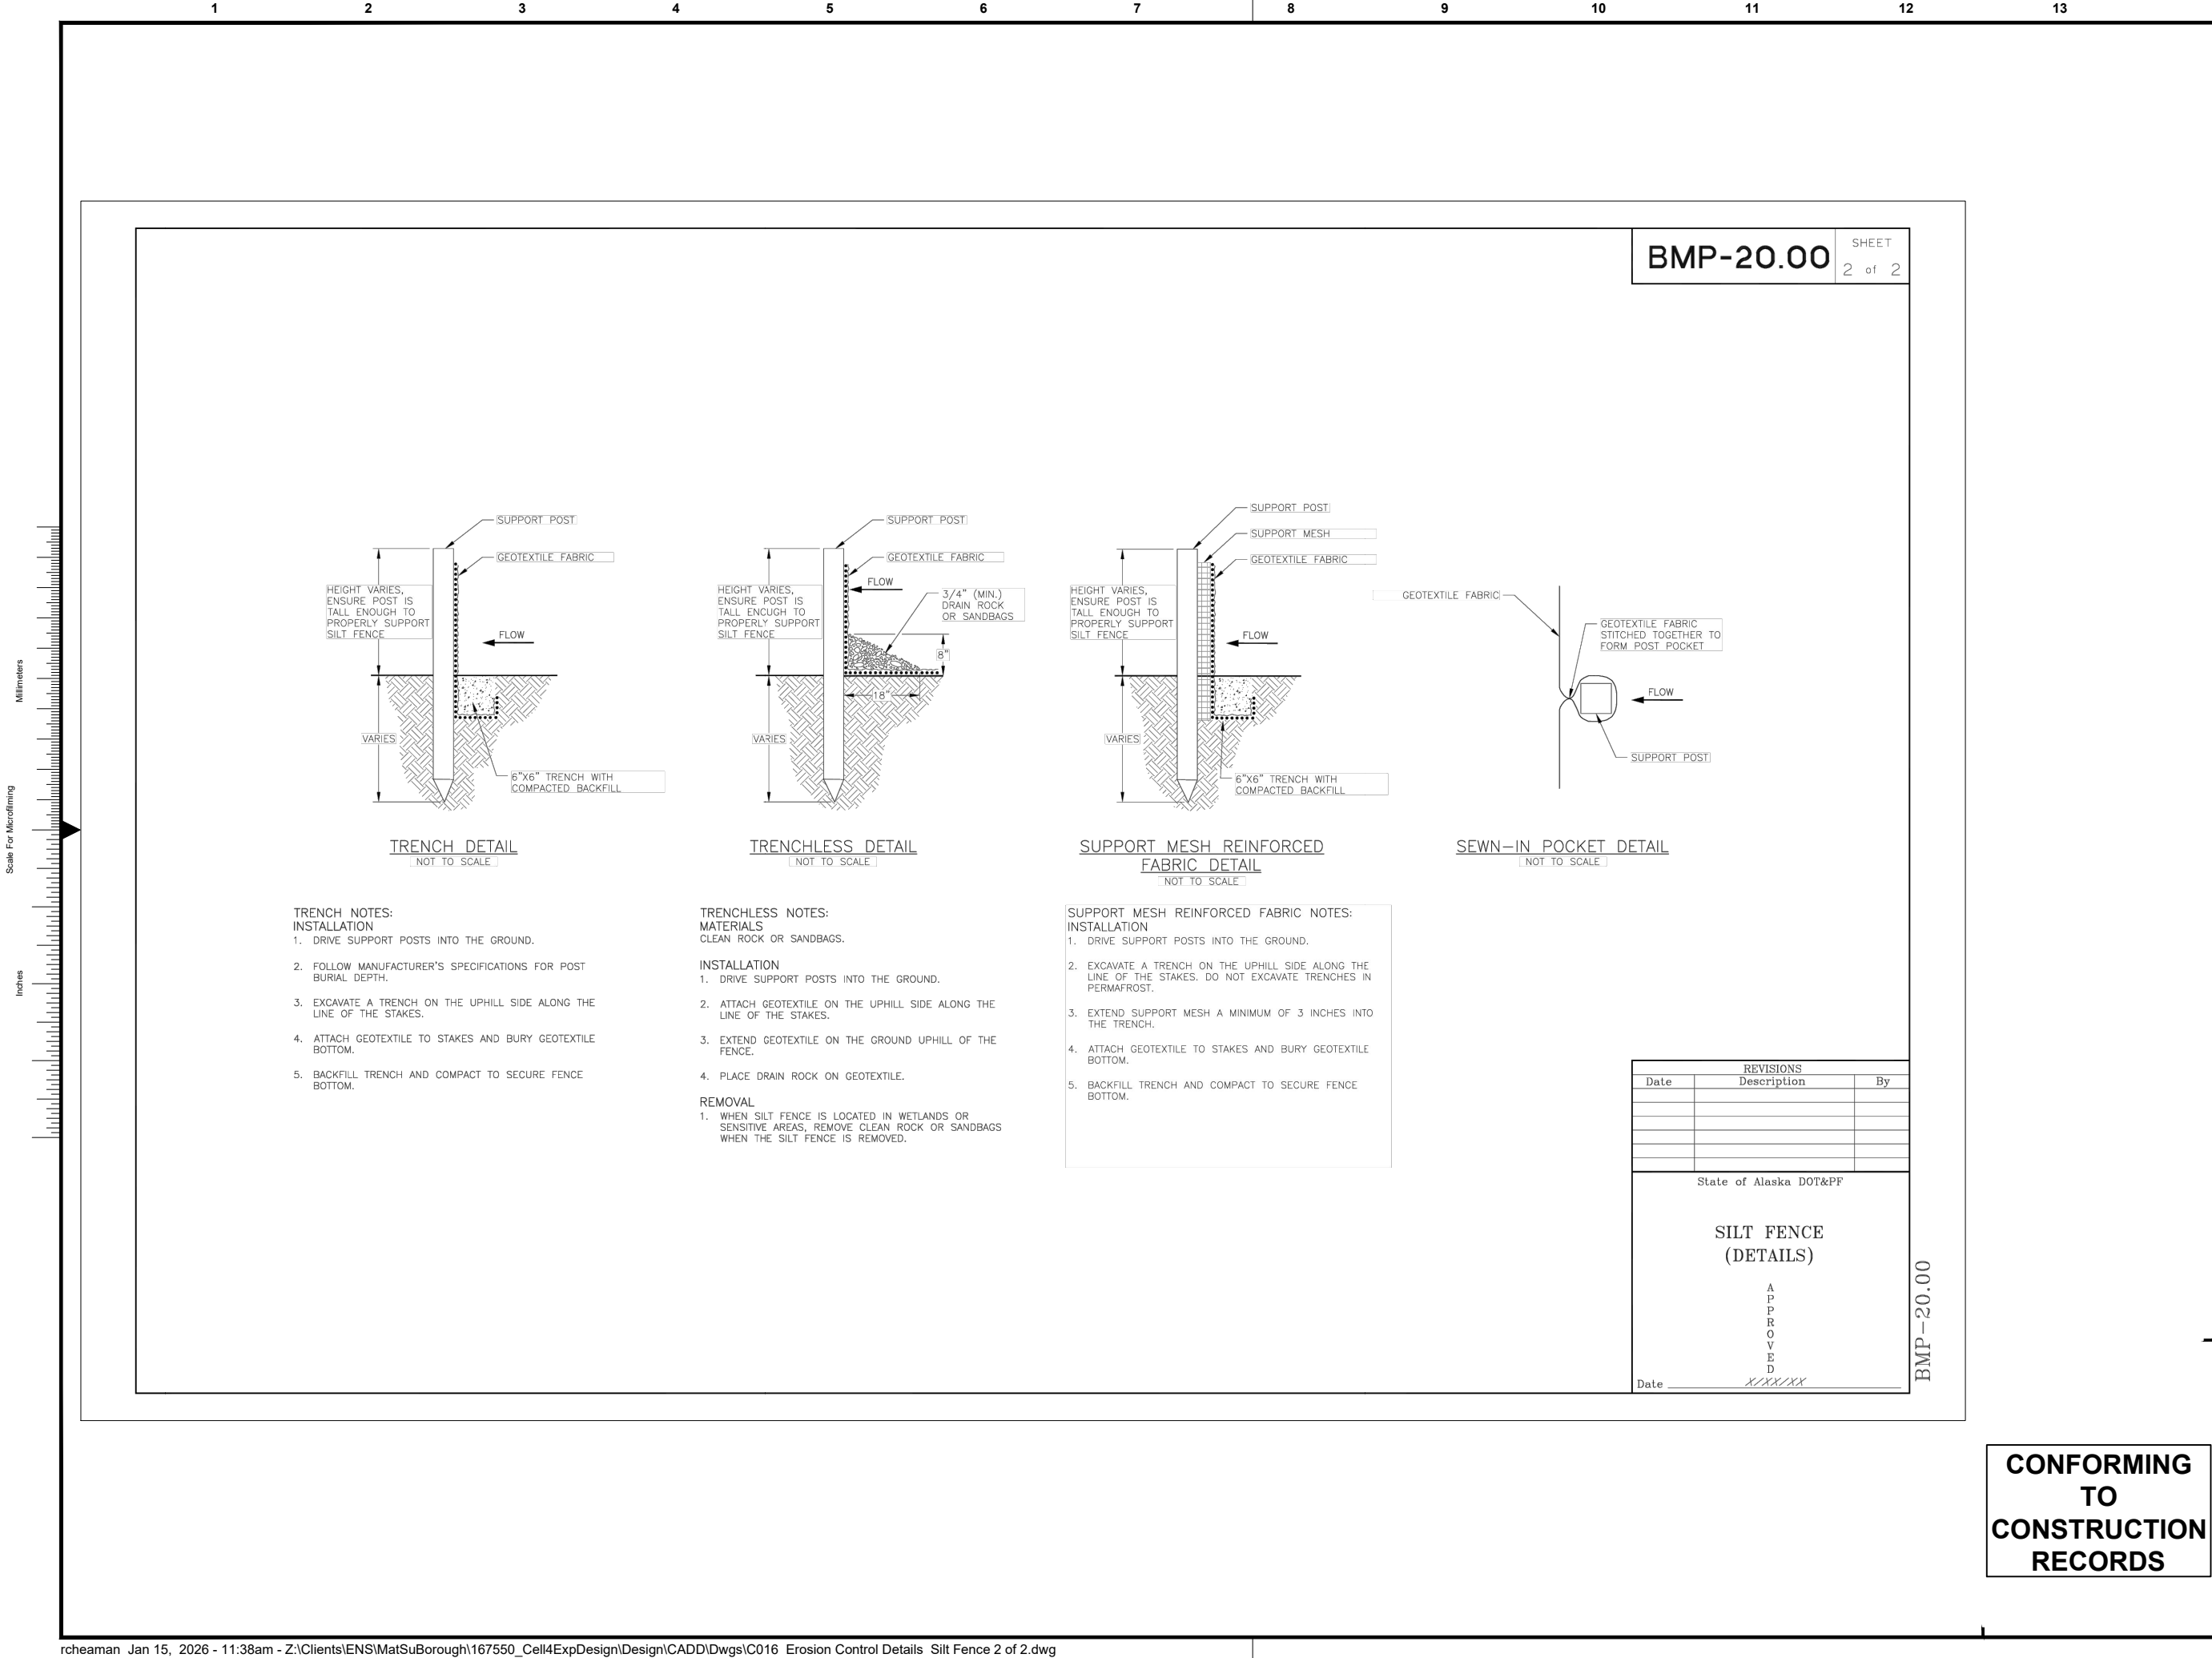 1 2 3 4 5 6 7 8 9 10 11 12 13
BMP-20.00
SHEET
2 of 2
SUPPORT POST
GEOTEXTILE FABRIC
HEIGHT VARIES,
ENSURE POST IS
TALL ENOUGH TO
PROPERLY SUPPORT
SILT FENCE
FLOW
VARIES
6"X6" TRENCH WITH
COMPACTED BACKFILL
TRENCH DETAIL
NOT TO SCALE
SUPPORT POST
GEOTEXTILE FABRIC
FLOW
HEIGHT VARIES,
ENSURE POST IS
TALL ENCUGH TO
PROPERLY SUPPORT
SILT FENCE
3/4" (MIN.)
DRAIN ROCK
OR SANDBAGS
8"
18"
VARIES
TRENCHLESS DETAIL
NOT TO SCALE
SUPPORT POST
SUPPORT MESH
GEOTEXTILE FABRIC
HEIGHT VARIES,
ENSURE POST IS
TALL ENOUGH TO
PROPERLY SUPPORT
SILT FENCE
FLOW
VARIES
6"X6" TRENCH WITH
COMPACTED BACKFILL
SUPPORT MESH REINFORCED
FABRIC DETAIL
NOT TO SCALE
GEOTEXTILE FABRIC
GEOTEXTILE FABRIC
STITCHED TOGETHER TO
FORM POST POCKET
FLOW
SUPPORT POST
SEWN-IN POCKET DETAIL
NOT TO SCALE
TRENCH NOTES:
INSTALLATION
1. DRIVE SUPPORT POSTS INTO THE GROUND.
2. FOLLOW MANUFACTURER'S SPECIFICATIONS FOR POST
BURIAL DEPTH.
3. EXCAVATE A TRENCH ON THE UPHILL SIDE ALONG THE
LINE OF THE STAKES.
4. ATTACH GEOTEXTILE TO STAKES AND BURY GEOTEXTILE
BOTTOM.
5. BACKFILL TRENCH AND COMPACT TO SECURE FENCE
BOTTOM.
TRENCHLESS NOTES:
MATERIALS
CLEAN ROCK OR SANDBAGS.
INSTALLATION
1. DRIVE SUPPORT POSTS INTO THE GROUND.
2. ATTACH GEOTEXTILE ON THE UPHILL SIDE ALONG THE
LINE OF THE STAKES.
3. EXTEND GEOTEXTILE ON THE GROUND UPHILL OF THE
FENCE.
4. PLACE DRAIN ROCK ON GEOTEXTILE.
REMOVAL
1. WHEN SILT FENCE IS LOCATED IN WETLANDS OR
SENSITIVE AREAS, REMOVE CLEAN ROCK OR SANDBAGS
WHEN THE SILT FENCE IS REMOVED.
SUPPORT MESH REINFORCED FABRIC NOTES:
INSTALLATION
1. DRIVE SUPPORT POSTS INTO THE GROUND.
2. EXCAVATE A TRENCH ON THE UPHILL SIDE ALONG THE
LINE OF THE STAKES. DO NOT EXCAVATE TRENCHES IN
PERMAFROST.
3. EXTEND SUPPORT MESH A MINIMUM OF 3 INCHES INTO
THE TRENCH.
4. ATTACH GEOTEXTILE TO STAKES AND BURY GEOTEXTILE
BOTTOM.
5. BACKFILL TRENCH AND COMPACT TO SECURE FENCE
BOTTOM.
REVISIONS
Date Description By
State of Alaska DOT&PF
SILT FENCE
(DETAILS)
APPROVED
Date X/XX/XX
BMP-20.00
Millimeters
Scale For Microfilming
Inches
CONFORMING
TO
CONSTRUCTION
RECORDS
rcheaman Jan 15, 2026 - 11:38am - Z:\Clients\ENS\MatSuBorough\167550_Cell4ExpDesign\Design\CADD\Dwgs\C016 Erosion Control Details Silt Fence 2 of 2.dwg